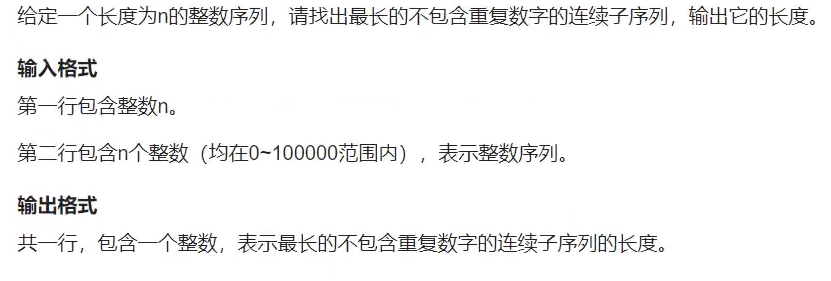 给定一个长度为n的整数序列，请找出最长的不包含重复数字的连续子序列，输出它的长度。
输入格式
第一行包含整数n。
第二行包含n个整数（均在0~100000范围内），表示整数序列。
输出格式
共一行，包含一个整数，表示最长的不包含重复数字的连续子序列的长度。